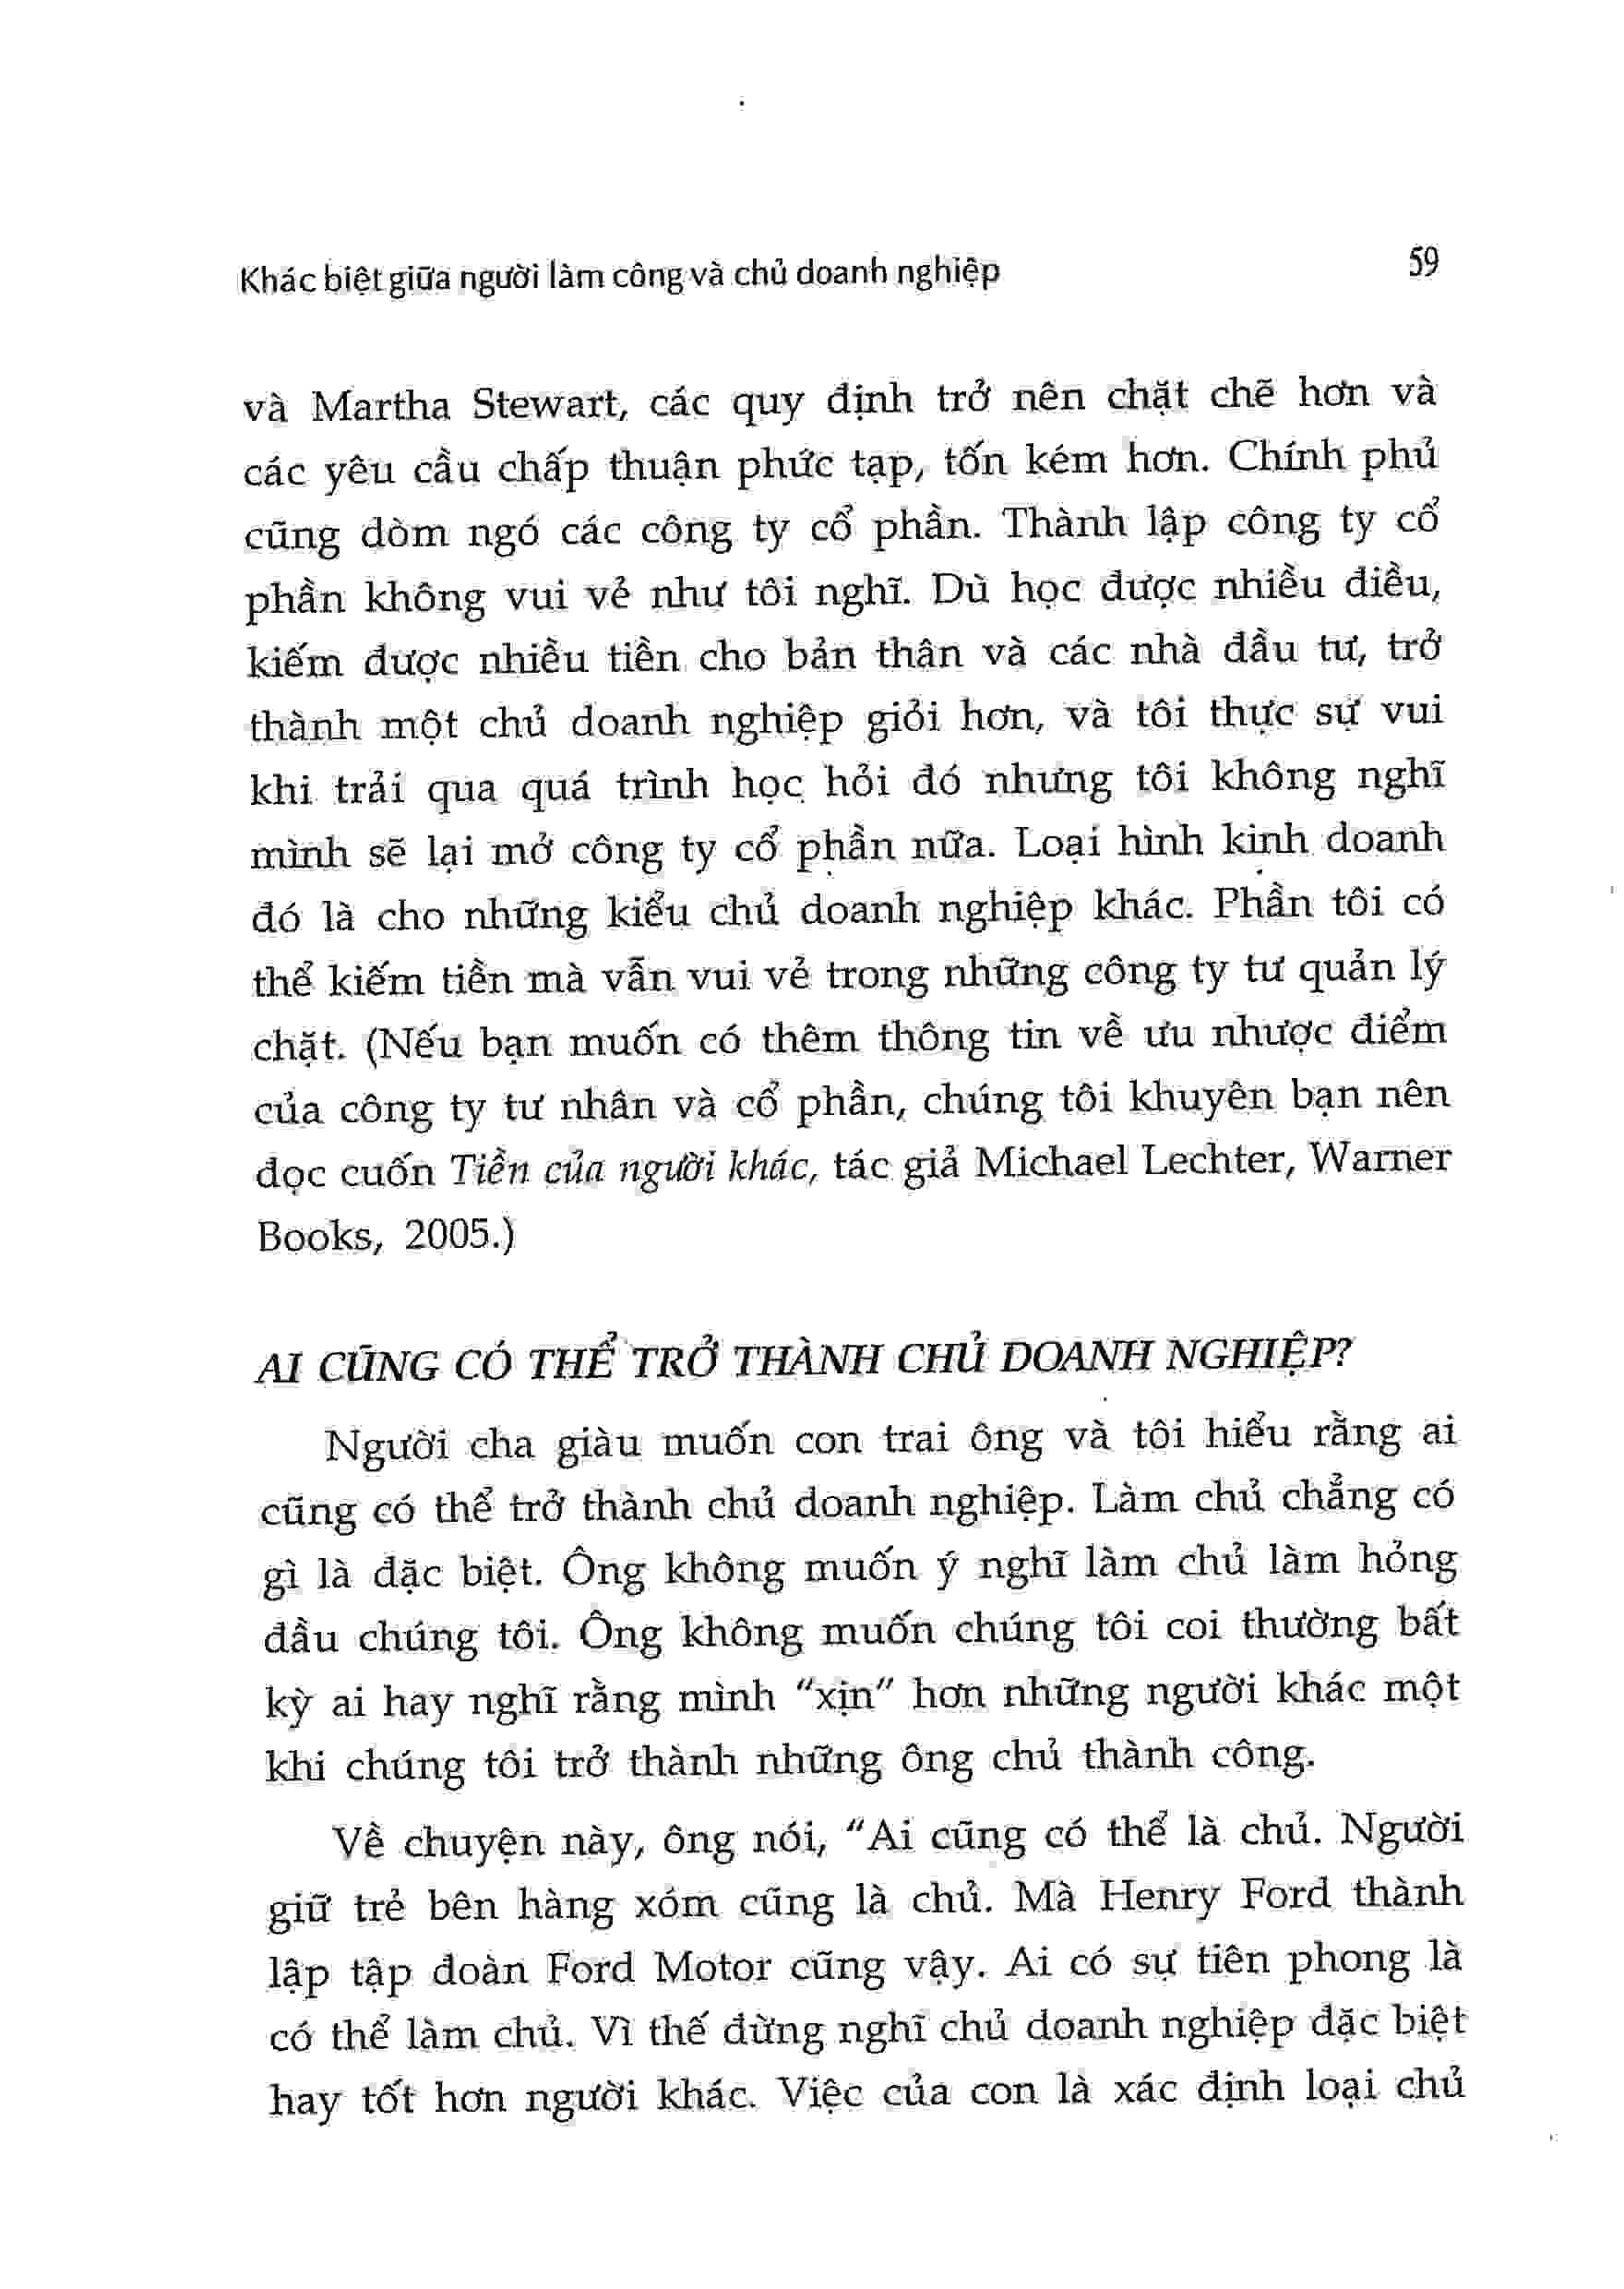 Khác biệt giữa người làm công và chủ doanh nghiệp 59
và Martha Stewart, các quy định trở nên chặt chẽ hơn và
các yêu cầu chấp thuận phức tạp, tốn kém hơn. Chính phủ
cũng dòm ngó các công ty cổ phần. Thành lập công ty cổ
phần không vui vẻ như tôi nghĩ. Dù học được nhiều điều,
kiếm được nhiều tiền cho bản thân và các nhà đầu tư, trở
thành một chủ doanh nghiệp giỏi hơn, và tôi thực sự vui
khi trải qua quá trình học hỏi đó nhưng tôi không nghĩ
mình sẽ lại mở công ty cổ phần nữa. Loại hình kinh doanh
đó là cho những kiểu chủ doanh nghiệp khác. Phần tôi có
thể kiếm tiền mà vẫn vui vẻ trong những công ty tư quản lý
chặt. (Nếu bạn muốn có thêm thông tin về ưu nhược điểm
của công ty tư nhân và cổ phần, chúng tôi khuyên bạn nên
đọc cuốn Tiền của người khác, tác giả Michael Lechter, Warner
Books, 2005.)
AI CŨNG CÓ THỂ TRỞ THÀNH CHỦ DOANH NGHIỆP?
Người cha giàu muốn con trai ông và tôi hiểu rằng ai
cũng có thể trở thành chủ doanh nghiệp. Làm chủ chẳng có
gì là đặc biệt. Ông không muốn ý nghĩ làm chủ làm hỏng
đầu chúng tôi. Ông không muốn chúng tôi coi thường bất
kỳ ai hay nghĩ rằng mình "xịn" hơn những người khác một
khi chúng tôi trở thành những ông chủ thành công.
Về chuyện này, ông nói, "Ai cũng có thể là chủ. Người
giữ trẻ bên hàng xóm cũng là chủ. Mà Henry Ford thành
lập tập đoàn Ford Motor cũng vậy. Ai có sự tiên phong là
có thể làm chủ. Vì thế đừng nghĩ chủ doanh nghiệp đặc biệt
hay tốt hơn người khác. Việc của con là xác định loại chủ